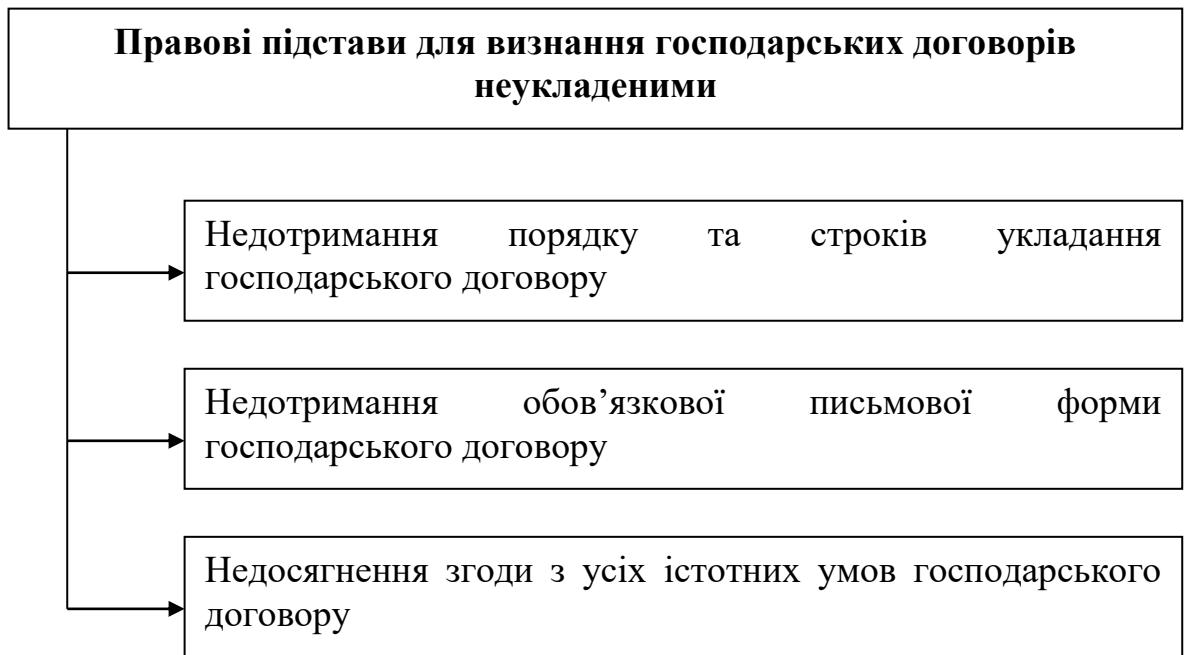 Правові підстави для визнання господарських договорів
неукладеними
Недотримання порядку та строків укладання
господарського договору
Недотримання обов’язкової письмової форми
господарського договору
Недосягнення згоди з усіх істотних умов господарського
договору